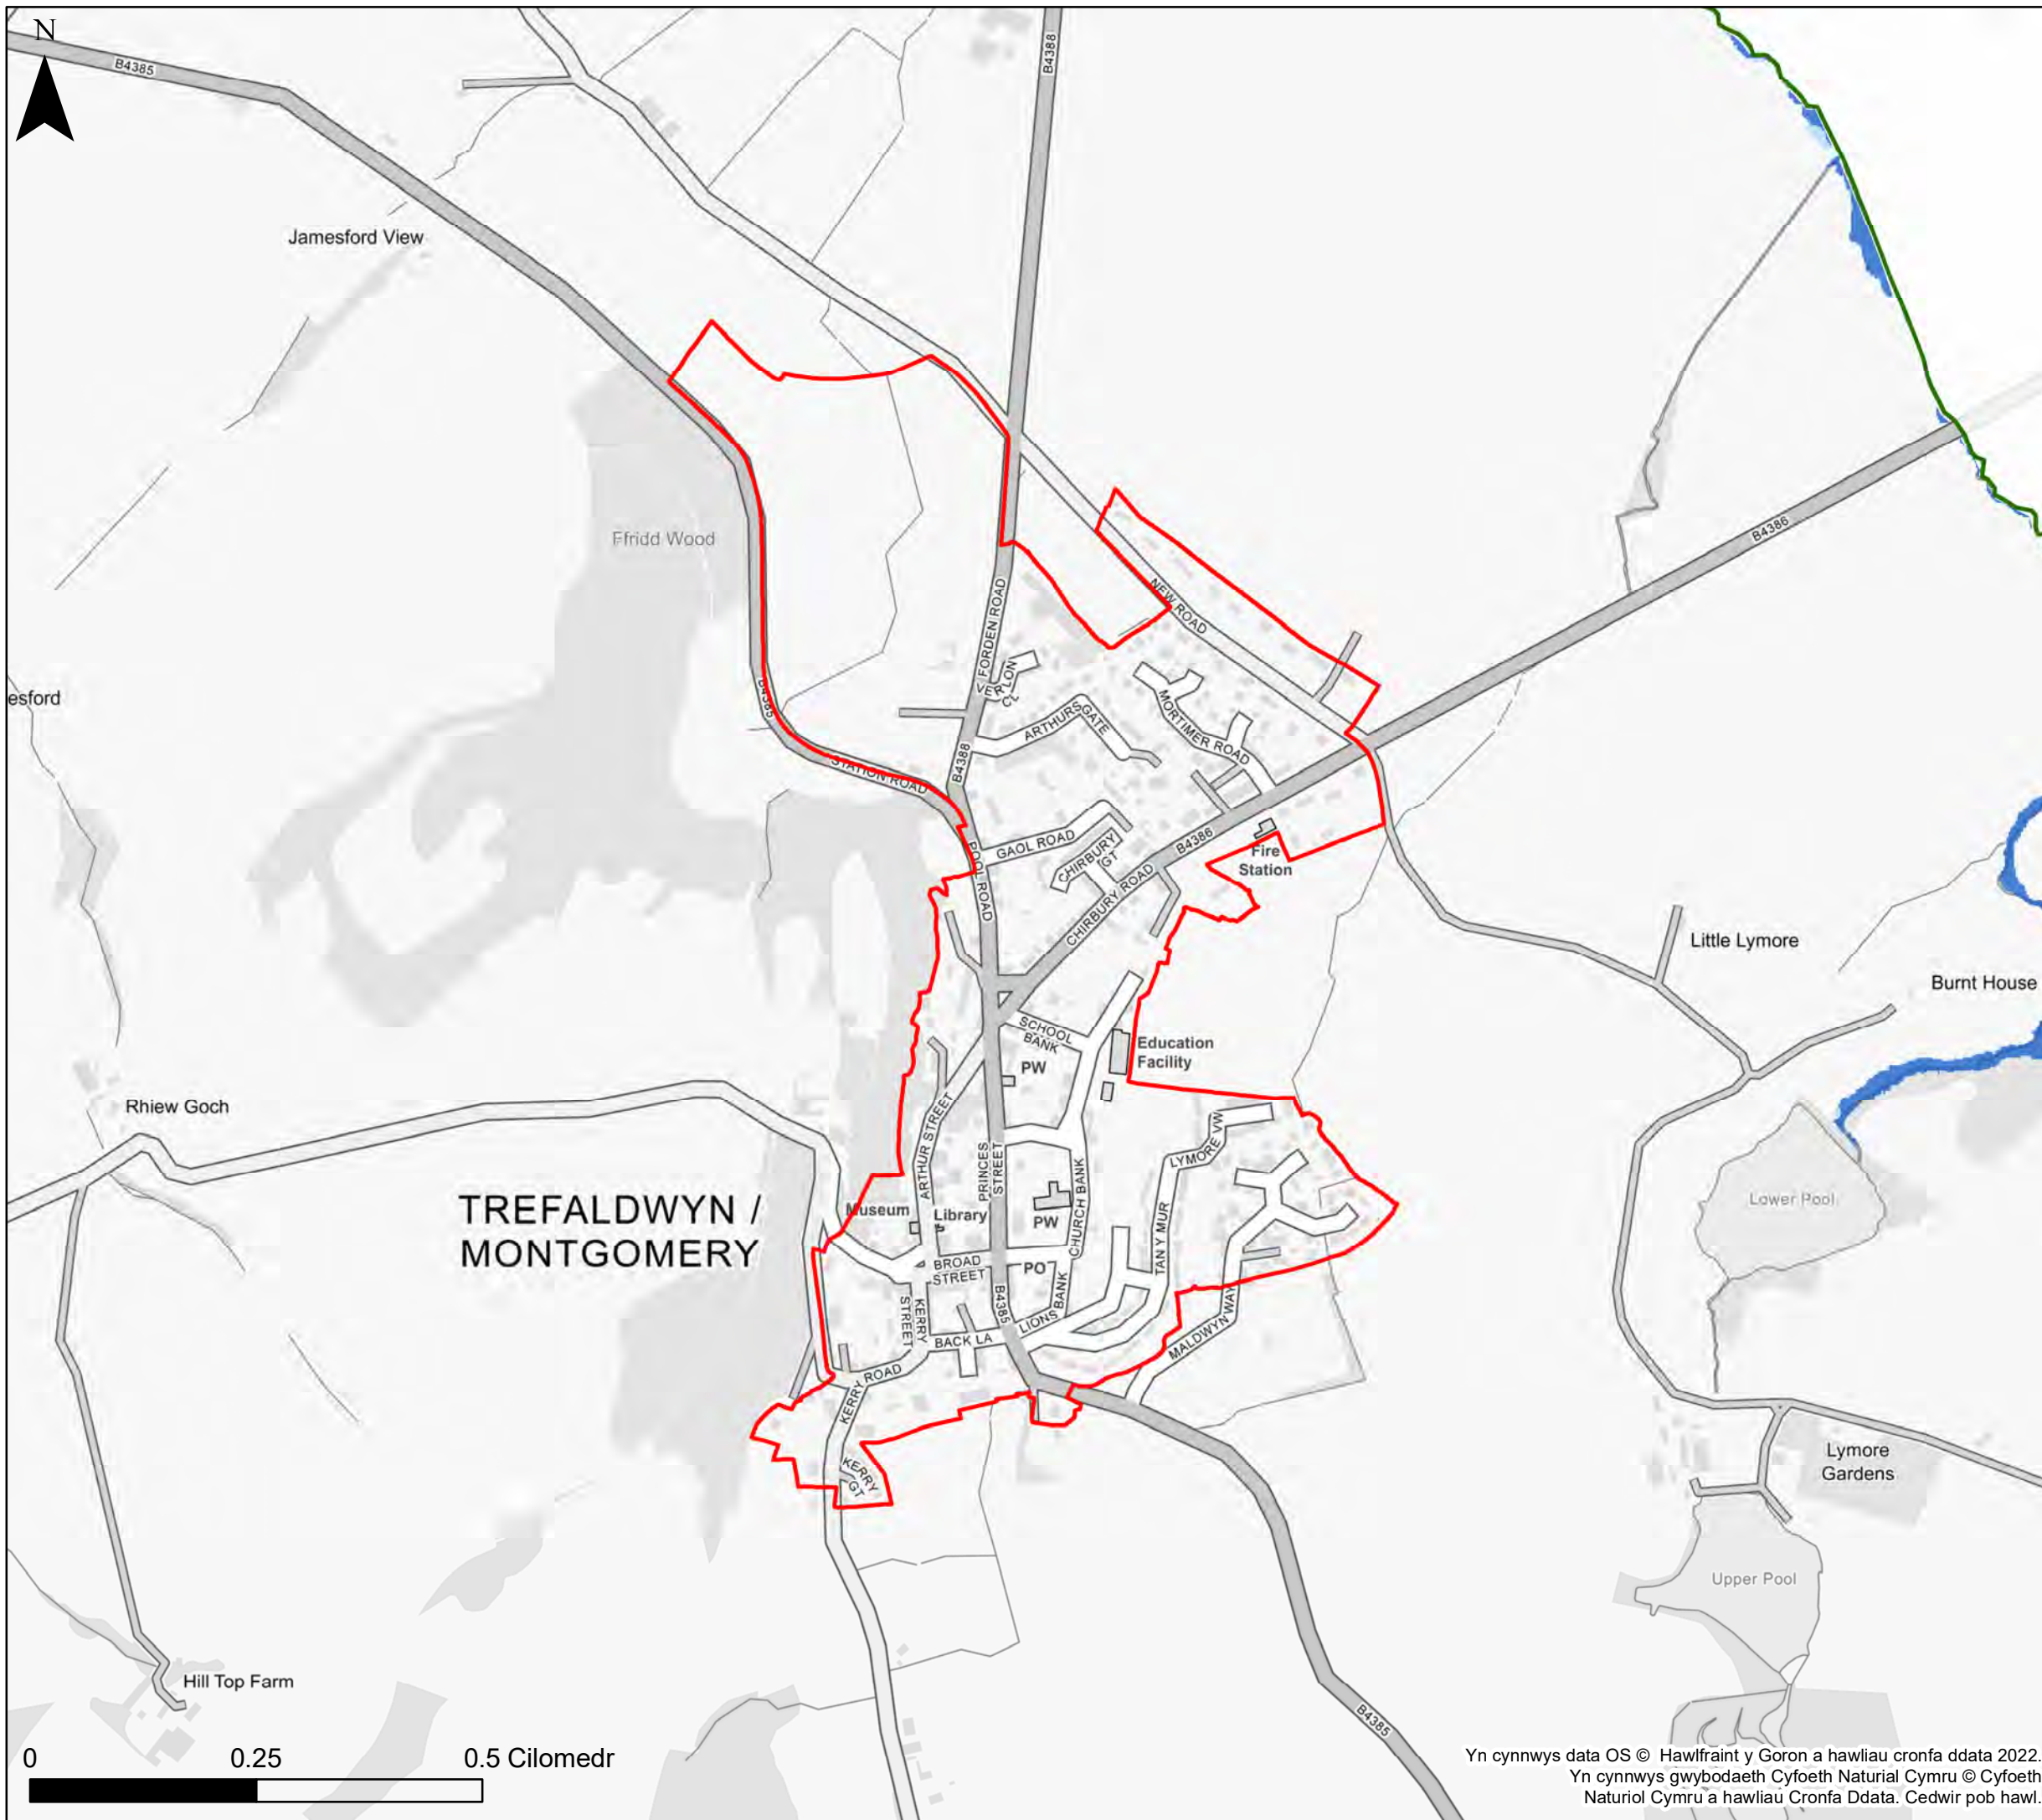 N
B4385
B4388
Jamesford View
Ffridd Wood
B4386
NEW ROAD
FORDEN ROAD
VERLON
CL
esford
B4385
ARTHURS
GATE
MORTIMER ROAD
STATION ROAD
B4388
GAOL ROAD
CHIRBURY
GT
B4386
Fire
Station
POOL ROAD
CHIRBURY ROAD
Little Lymore
Burnt House
SCHOOL
BANK
Education
Facility
PW
Rhiew Goch
ARTHUR STREET
PRINCES
STREET
LYMORE VW
TREFALDWYN /
MONTGOMERY
Museum
Library
PW
CHURCH BANK
TAN Y MUR
Lower Pool
BROAD
STREET
PO
KERRY
STREET
B4385
LIONS
BANK
BACK LA
MALDWYN WAY
KERRY ROAD
KERRY
GT
Lymore
Gardens
Upper Pool
Hill Top Farm
B4385
0 0.25 0.5 Cilomedr
Yn cynnwys data OS © Hawlfraint y Goron a hawliau cronfa ddata 2022.
Yn cynnwys gwybodaeth Cyfoeth Naturial Cymru © Cyfoeth
Naturiol Cymru a hawliau Cronfa Ddata. Cedwir pob hawl.